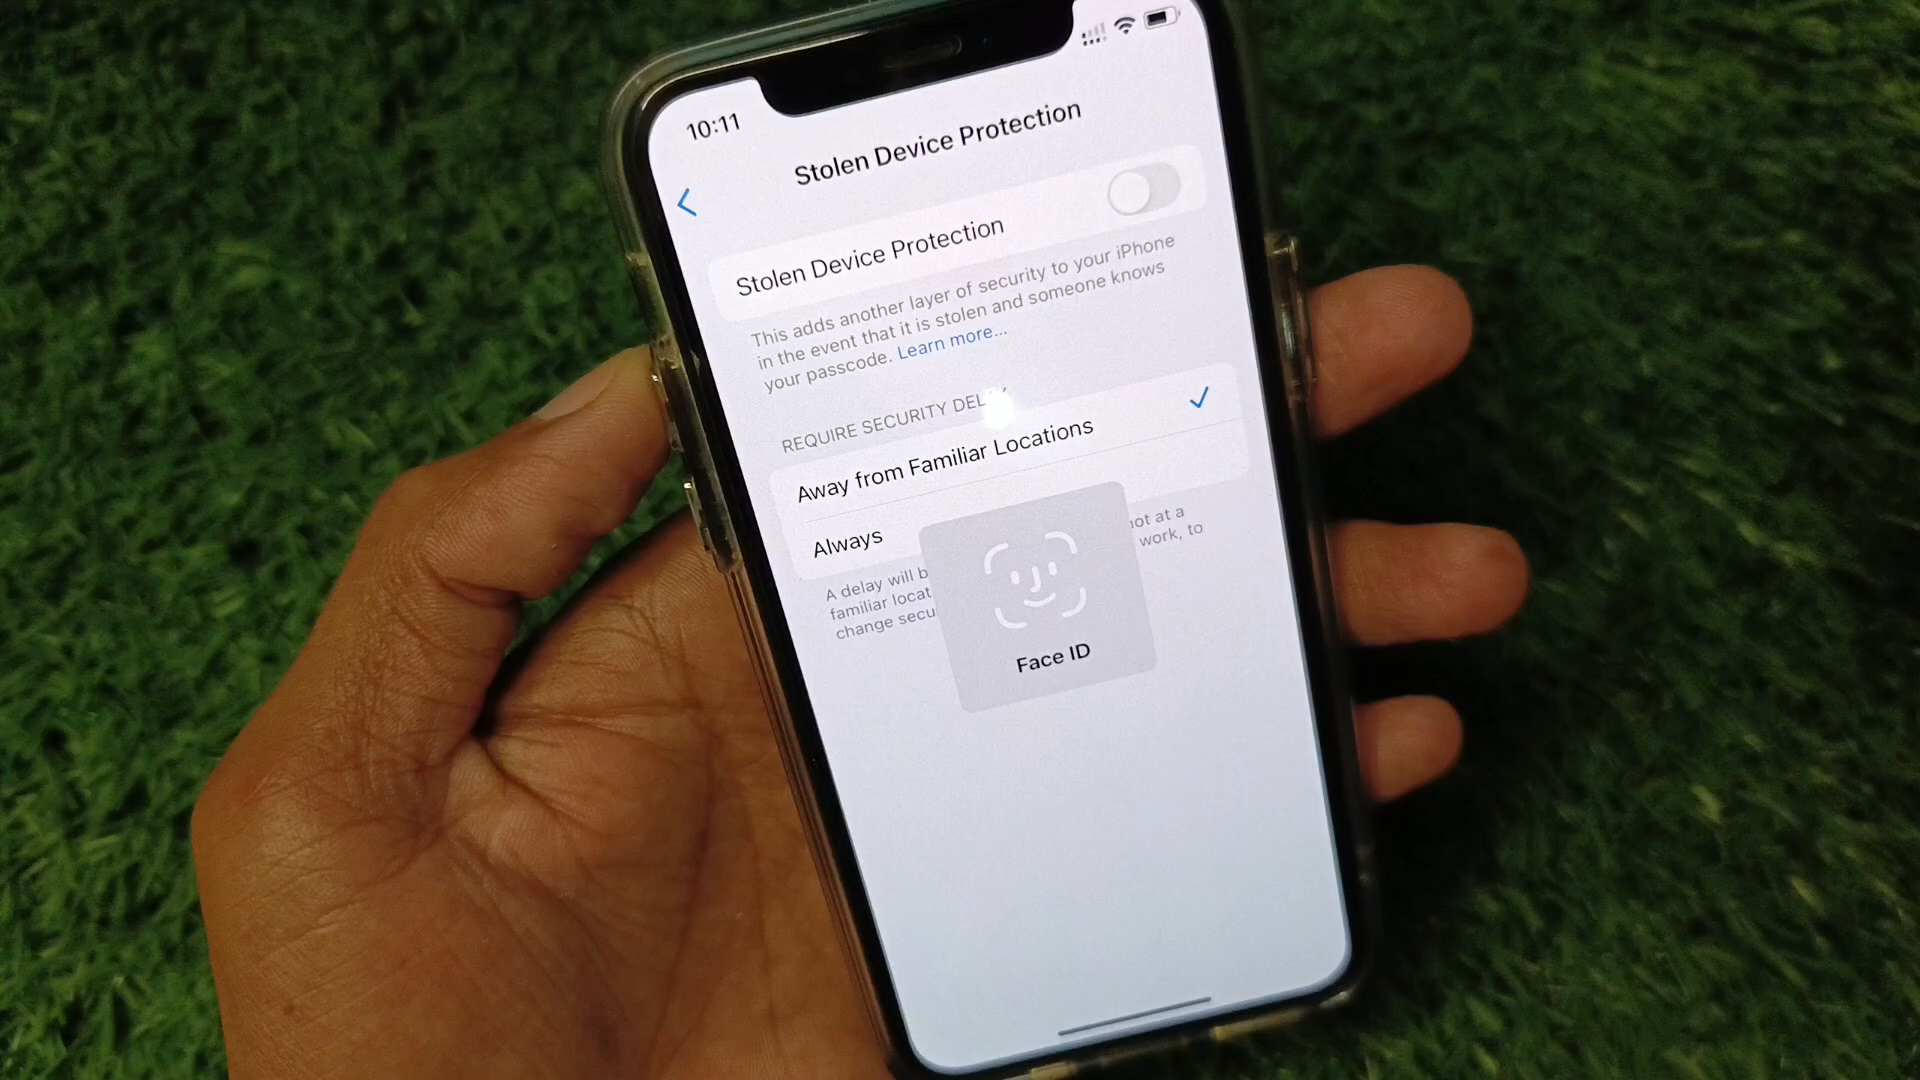 10:11
Stolen Device Protection
Stolen Device Protection
This adds another layer of security to your iPhone
in the event that it is stolen and someone knows
your passcode. Learn more...
REQUIRE SECURITY DELAY
Away from Familiar Locations
Always
A delay will b
not at a
familiar locat
work, to
change secu
Face ID